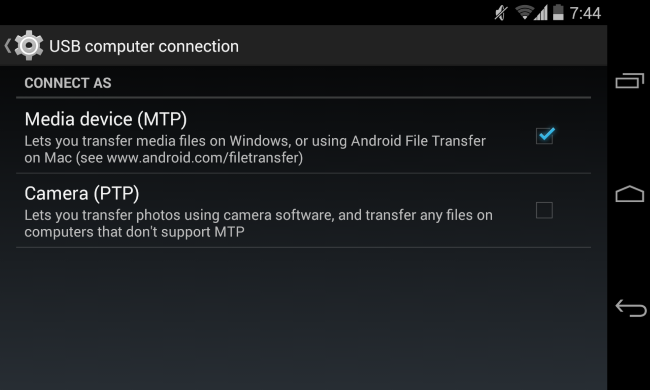 7:44
USB computer connection
CONNECT AS
Media device (MTP)
Lets you transfer media files on Windows, or using Android File Transfer
on Mac (see www.android.com/filetransfer)
Camera (PTP)
Lets you transfer photos using camera software, and transfer any files on
computers that don't support MTP